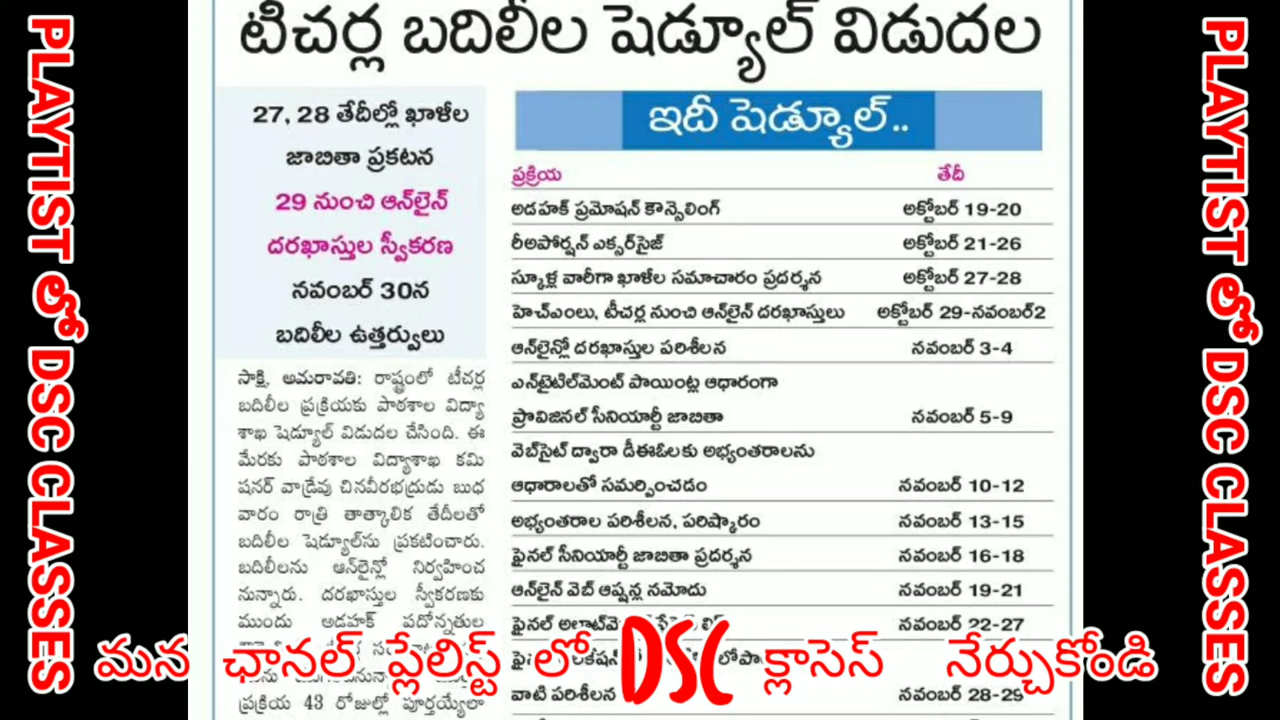 PLAYTIST లో DSC CLASSES
టీచర్ల బదిలీల షెడ్యూల్ విడుదల
27, 28 తేదీల్లో ఖాళీల
జాబితా ప్రకటన
29 నుంచి ఆన్‌లైన్
దరఖాస్తుల స్వీకరణ
నవంబర్ 30న
బదిలీల ఉత్తర్వులు
సాక్షి, అమరావతి: రాష్ట్రంలో టీచర్ల
బదిలీల ప్రక్రియకు పాఠశాల విద్యా
శాఖ షెడ్యూల్ విడుదల చేసింది. ఈ
మేరకు పాఠశాల విద్యాశాఖ కమి
షనర్ వాడ్రేవు చినవీరభద్రుడు బుధ
వారం రాత్రి తాత్కాలిక తేదీలతో
బదిలీల షెడ్యూల్‌ను ప్రకటించారు.
బదిలీలను ఆన్‌లైన్లో నిర్వహించ
నున్నారు. దరఖాస్తుల స్వీకరణకు
ముందు అడహక్ పదోన్నతుల
ప్రక్రియ 43 రోజుల్లో పూర్తయ్యేలా
ఇదీ షెడ్యూల్..
ప్రక్రియ తేదీ
అడహక్ ప్రమోషన్ కౌన్సెలింగ్ అక్టోబర్ 19-20
రీఅపోర్షన్ ఎక్సర్‌సైజ్ అక్టోబర్ 21-26
స్కూళ్ల వారీగా ఖాళీల సమాచారం ప్రదర్శన అక్టోబర్ 27-28
హెచ్ఎంలు, టీచర్ల నుంచి ఆన్‌లైన్ దరఖాస్తులు అక్టోబర్ 29-నవంబర్2
ఆన్‌లైన్లో దరఖాస్తుల పరిశీలన నవంబర్ 3-4
ఎన్‌టైటిల్‌మెంట్ పాయింట్ల ఆధారంగా
ప్రొవిజినల్ సీనియార్టీ జాబితా నవంబర్ 5-9
వెబ్‌సైట్ ద్వారా డీఈఓలకు అభ్యంతరాలను
ఆధారాలతో సమర్పించడం నవంబర్ 10-12
అభ్యంతరాల పరిశీలన, పరిష్కారం నవంబర్ 13-15
ఫైనల్ సీనియార్టీ జాబితా ప్రదర్శన నవంబర్ 16-18
ఆన్‌లైన్ వెబ్ ఆప్షన్ల నమోదు నవంబర్ 19-21
ఫైనల్ నవంబర్ 22-27
వాటి పరిశీలన నవంబర్ 28-29
మన ఛానల్ ప్లేలిస్ట్ లో DSC క్లాసెస్ నేర్చుకోండి
PLAYTIST లో DSC CLASSES